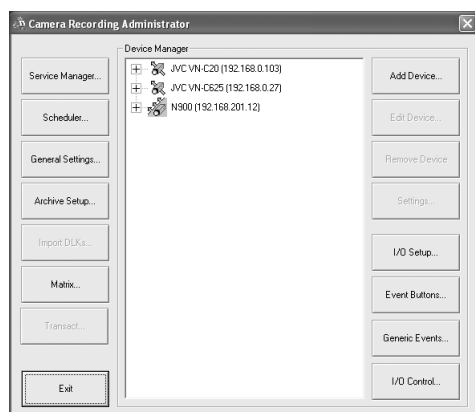 Camera Recording Administrator
Device Manager
Service Manager...
Scheduler...
General Settings...
Archive Setup...
Import DLKs...
Matrix...
Transact...
Exit
JVC VN-C20 (192.168.0.103)
JVC VN-C625 (192.168.0.27)
N900 (192.168.201.12)
Add Device...
Edit Device...
Remove Device
Settings...
I/O Setup...
Event Buttons...
Generic Events...
I/O Control...